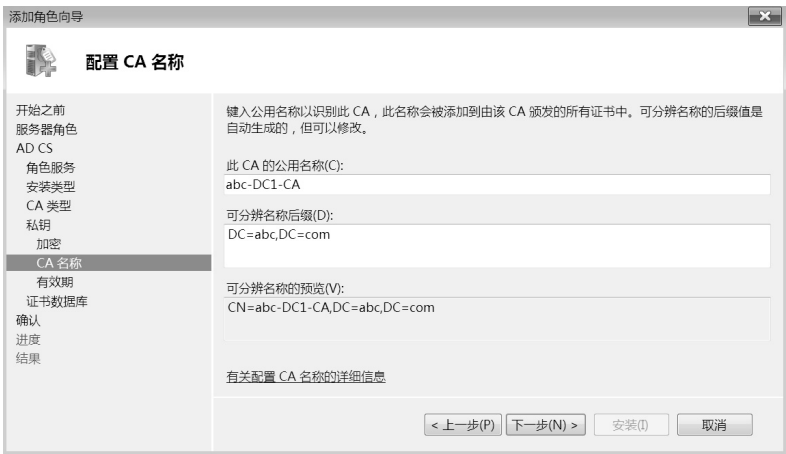 添加角色向导
配置 CA 名称
开始之前
服务器角色
AD CS
角色服务
安装类型
CA 类型
私钥
加密
CA 名称
有效期
证书数据库
确认
进度
结果
键入公用名称以识别此 CA，此名称会被添加到由该 CA 颁发的所有证书中。可分辨名称的后缀值是
自动生成的，但可以修改。
此 CA 的公用名称(C):
abc-DC1-CA
可分辨名称后缀(D):
DC=abc,DC=com
可分辨名称的预览(V):
CN=abc-DC1-CA,DC=abc,DC=com
有关配置 CA 名称的详细信息
< 上一步(P) 下一步(N) > 安装(I) 取消